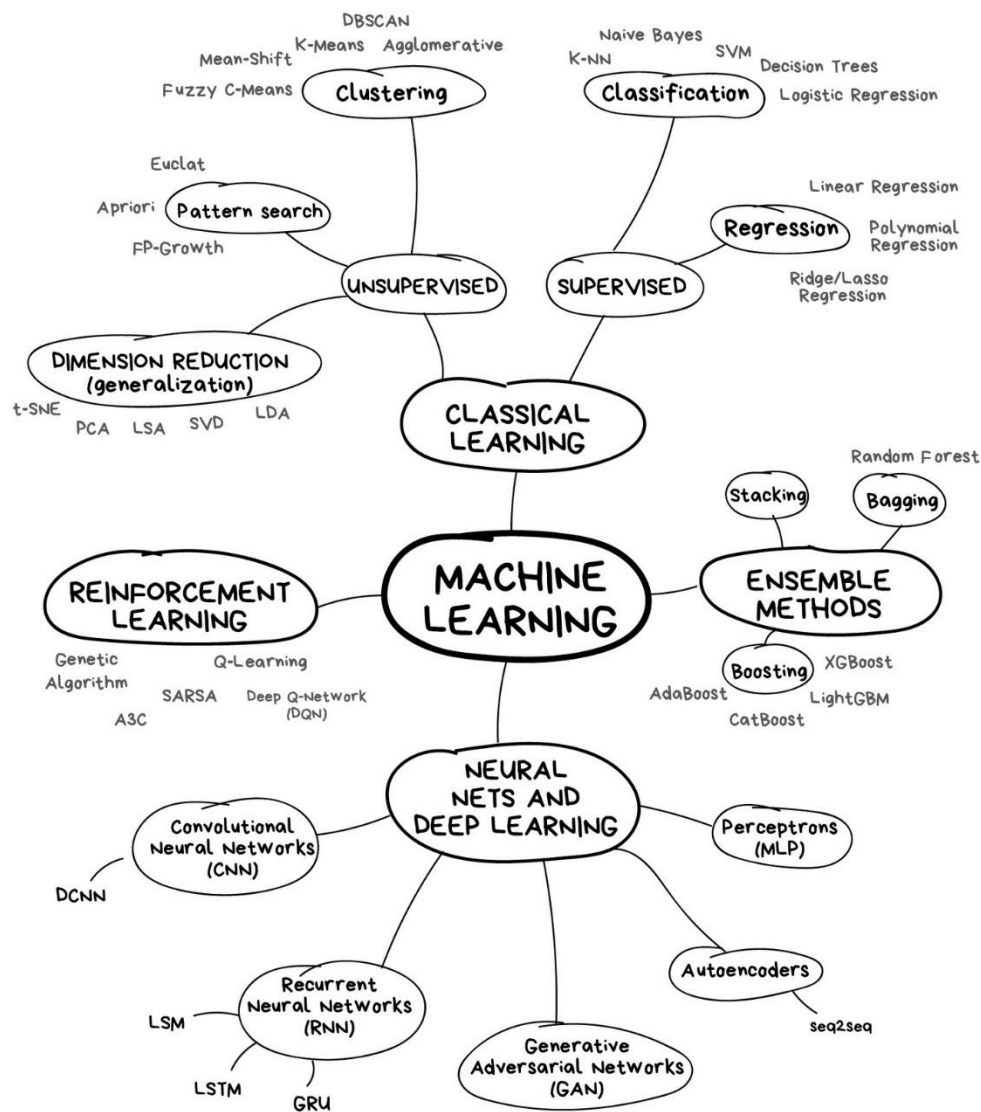 DBSCAN
K-Means
Agglomerative
Mean-Shift
Fuzzy C-Means
Clustering
Naive Bayes
SVM
K-NN
Decision Trees
Classification
Logistic Regression
Euclat
Apriori
Pattern search
FP-Growth
Linear Regression
Regression
Polynomial
Regression
Ridge/Lasso
Regression
UNSUPERVISED
SUPERVISED
DIMENSION REDUCTION
(generalization)
t-SNE
PCA
LSA
SVD
LDA
CLASSICAL
LEARNING
Random Forest
Stacking
Bagging
REINFORCEMENT
LEARNING
MACHINE
LEARNING
ENSEMBLE
METHODS
Genetic
Algorithm
Q-Learning
SARSA
Deep Q-Network
(DQN)
A3C
Boosting
XGBoost
AdaBoost
LightGBM
CatBoost
NEURAL
NETS AND
DEEP LEARNING
Convolutional
Neural Networks
(CNN)
DCNN
Perceptrons
(MLP)
Recurrent
Neural Networks
(RNN)
LSM
LSTM
GRU
Autoencoders
seq2seq
Generative
Adversarial Networks
(GAN)